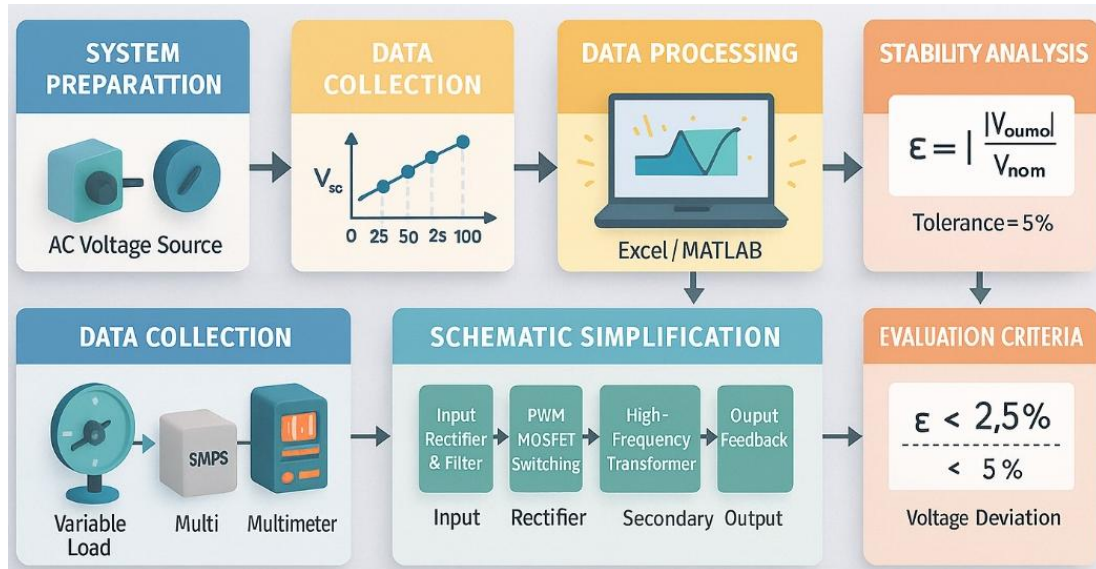 SYSTEM
PREPARATTION
AC Voltage Source
DATA
COLLECTION
Vsc
0 25 50 2s 100
DATA PROCESSING
Excel / MATLAB
STABILITY ANALYSIS
ε = | |Voumo|
Vnom
Tolerance = 5%
DATA COLLECTION
SMPS
Variable
Load
Multi
Multimeter
SCHEMATIC SIMPLIFICATION
Input
Rectifier
& Filter
PWM
MOSFET
Switching
High-
Frequency
Transformer
Ouput
Feedback
Input
Rectifier
Secondary
Output
EVALUATION CRITERIA
ε < 2,5%
< 5%
Voltage Deviation